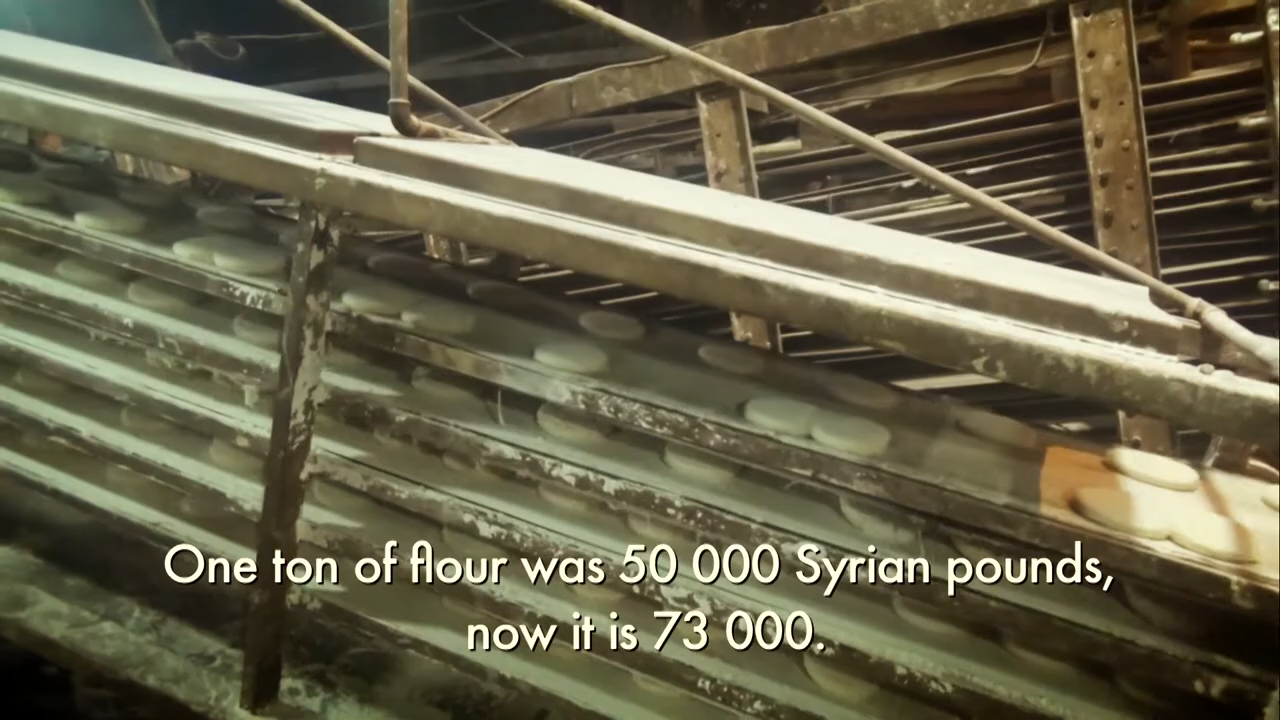 One ton of flour was 50 000 Syrian pounds,
now it is 73 000.